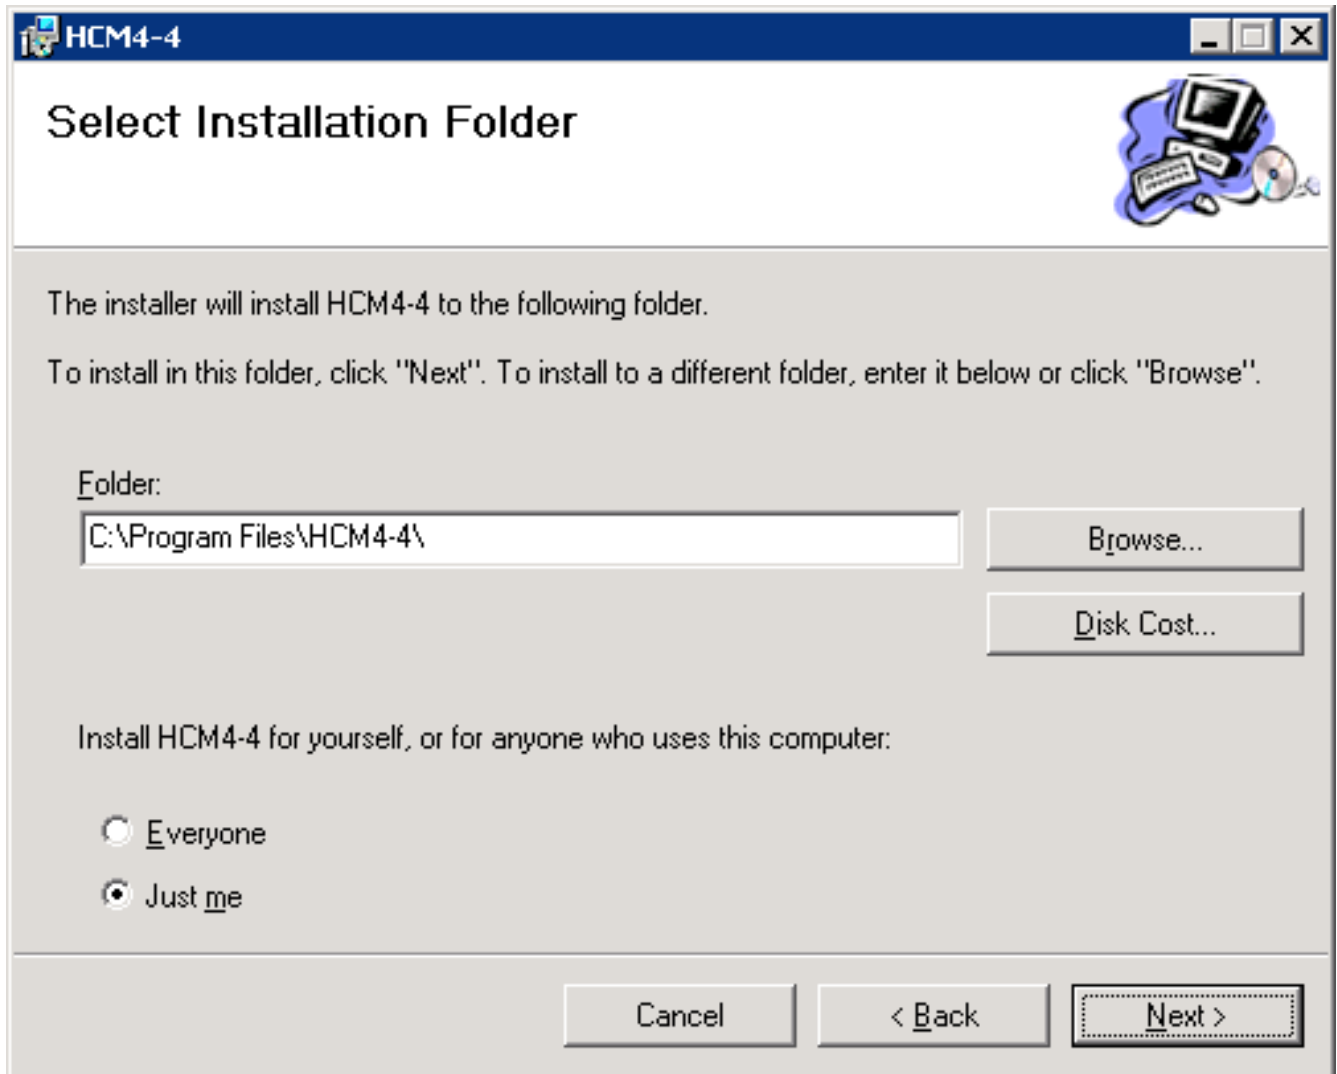 HCM4-4
Select Installation Folder
The installer will install HCM4-4 to the following folder.
To install in this folder, click "Next". To install to a different folder, enter it below or click "Browse".
Folder:
C:\Program Files\HCM4-4\
Browse...
Disk Cost...
Install HCM4-4 for yourself, or for anyone who uses this computer:
Everyone
Just me
Cancel
< Back
Next >